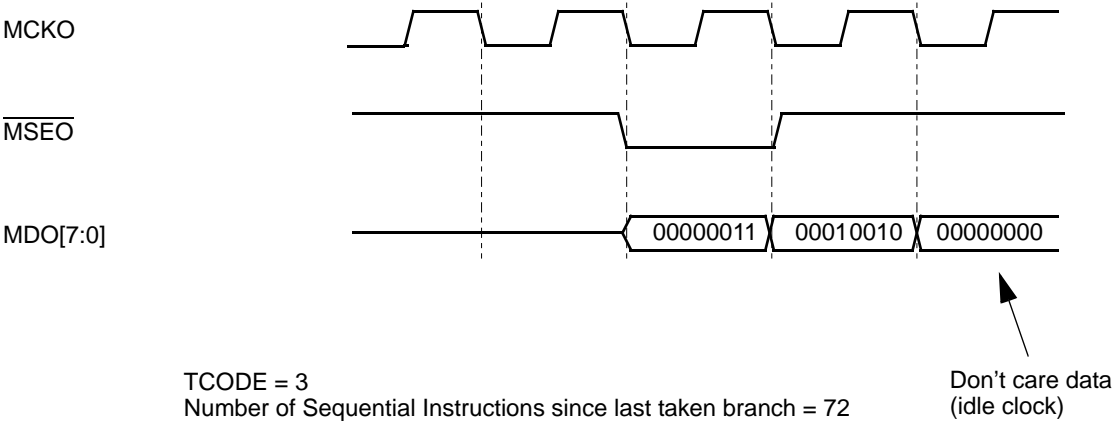 MCKO
MSEO
MDO[7:0]
00000011
00010010
00000000
TCODE = 3
Number of Sequential Instructions since last taken branch = 72
Don't care data
(idle clock)